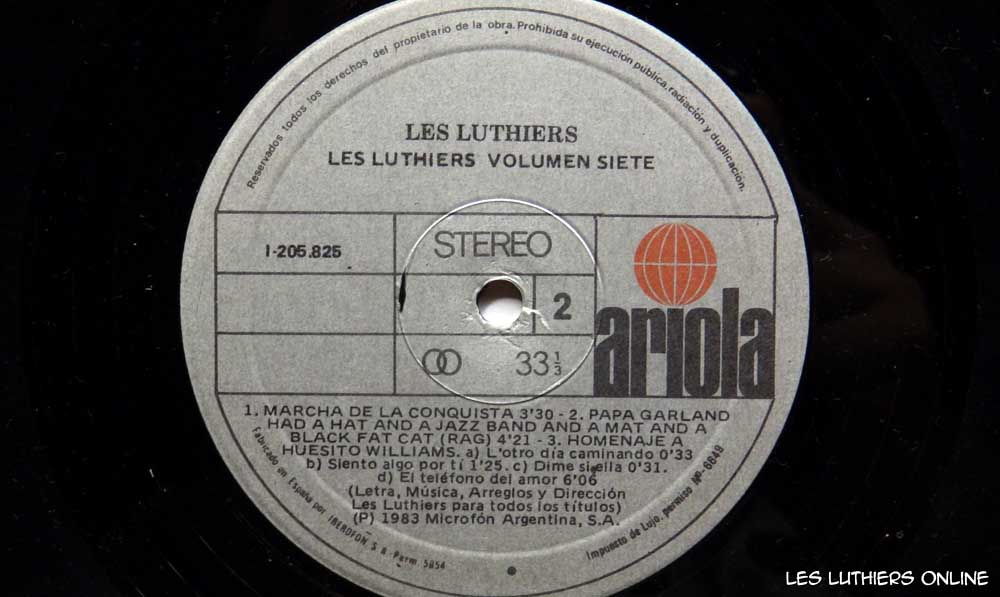 Reservados todos los derechos del propietario de la obra. Prohibida su ejecución pública, radiación y duplicación.
LES LUTHIERS
LES LUTHIERS VOLUMEN SIETE
I-205.825
STEREO
2
33 1/3
ariola
1. MARCHA DE LA CONQUISTA 3'30 - 2. PAPA GARLAND
HAD A HAT AND A JAZZ BAND AND A MAT AND A
BLACK FAT CAT (RAG) 4'21 - 3. HOMENAJE A
HUESITO WILLIAMS. a) L'otro día caminando 0'33
b) Siento algo por tí 1'25. c) Dime si ella 0'31.
d) El teléfono del amor 6'06
(Letra, Música, Arreglos y Dirección
Les Luthiers para todos los títulos)
(P) 1983 Microfón Argentina, S.A.
Fabricado en España por IBEROFON, S.A. Perm. 5854
Impuesto de Lujo, permiso Nº-6649
LES LUTHIERS ONLINE